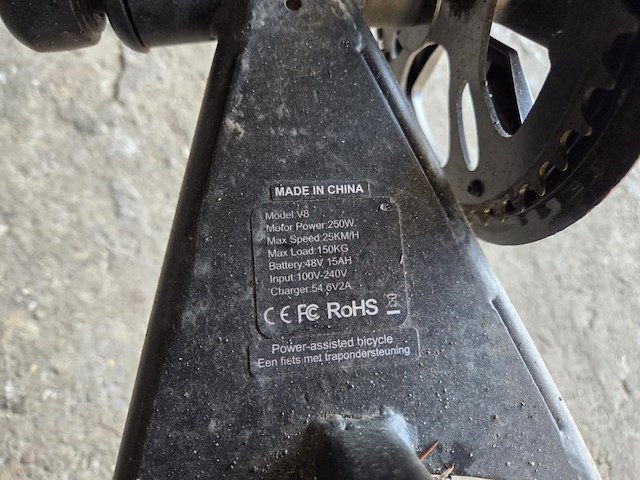 MADE IN CHINA
Model:V8
Motor Power:250W.
Max Speed:25KM/H
Max Load:150KG
Battery:48V 15AH
Input:100V-240V
Charger:54.6V2A
CE FC RoHS
Power-assisted bicycle
Een fiets met trapondersteuning